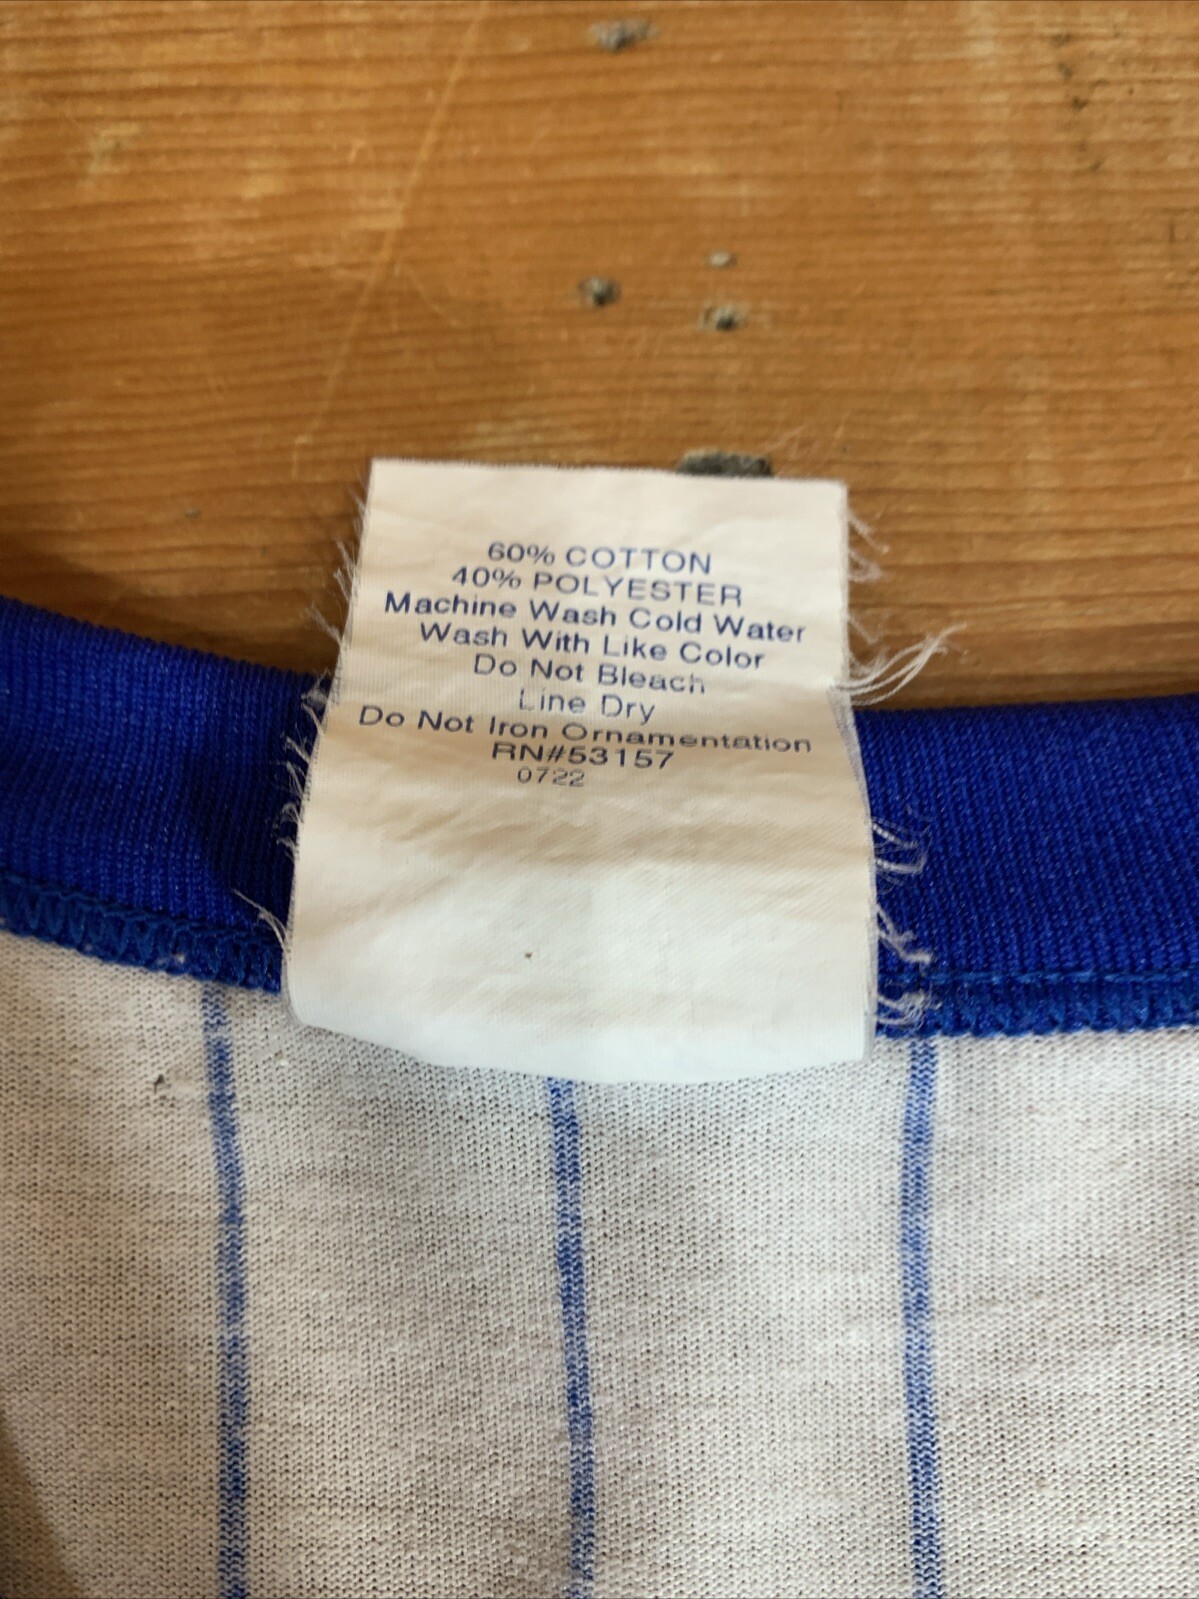 60% COTTON
40% POLYESTER
Machine Wash Cold Water
Wash With Like Color
Do Not Bleach
Line Dry
Do Not Iron Ornamentation
RN#53157
0722